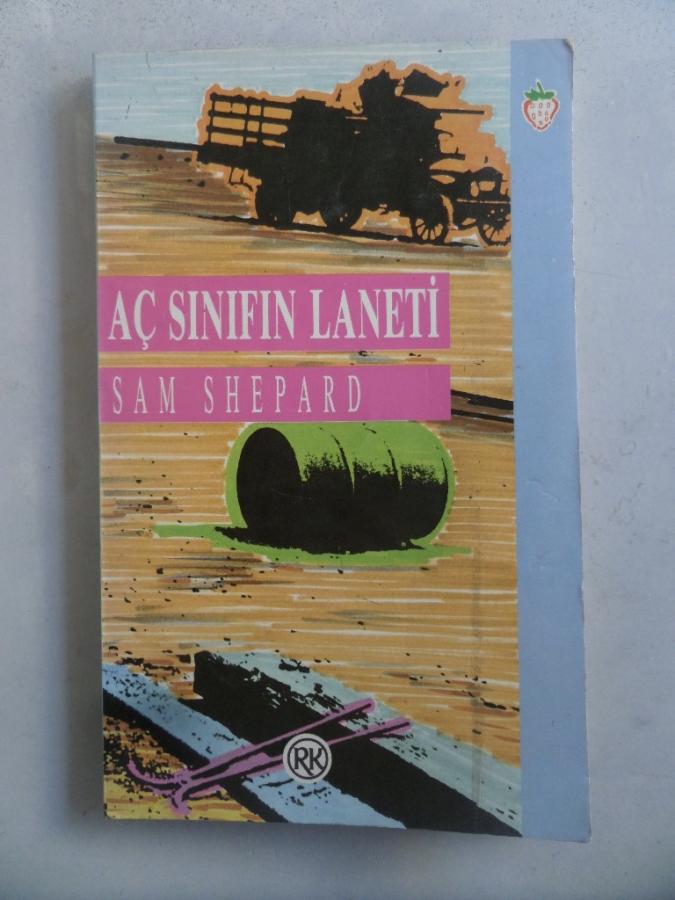 AÇ SINIFIN LANETİ
SAM SHEPARD
RK